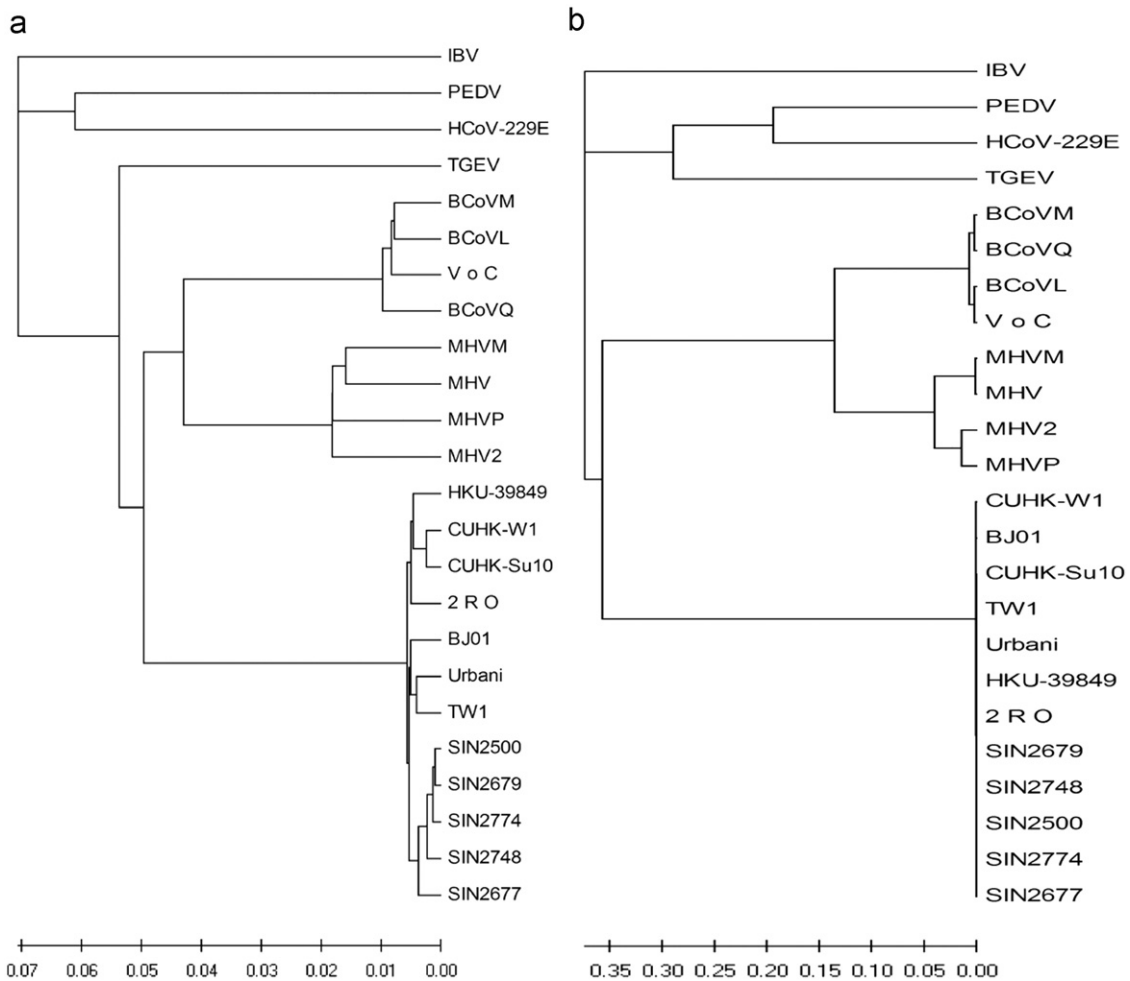 a
IBV
PEDV
HCoV-229E
TGEV
BCoVM
BCoVL
V o C
BCoVQ
MHVM
MHV
MHVP
MHV2
HKU-39849
CUHK-W1
CUHK-Su10
2 R O
BJ01
Urbani
TW1
SIN2500
SIN2679
SIN2774
SIN2748
SIN2677
0.07 0.06 0.05 0.04 0.03 0.02 0.01 0.00
b
IBV
PEDV
HCoV-229E
TGEV
BCoVM
BCoVQ
BCoVL
V o C
MHVM
MHV
MHV2
MHVP
CUHK-W1
BJ01
CUHK-Su10
TW1
Urbani
HKU-39849
2 R O
SIN2679
SIN2748
SIN2500
SIN2774
SIN2677
0.35 0.30 0.25 0.20 0.15 0.10 0.05 0.00